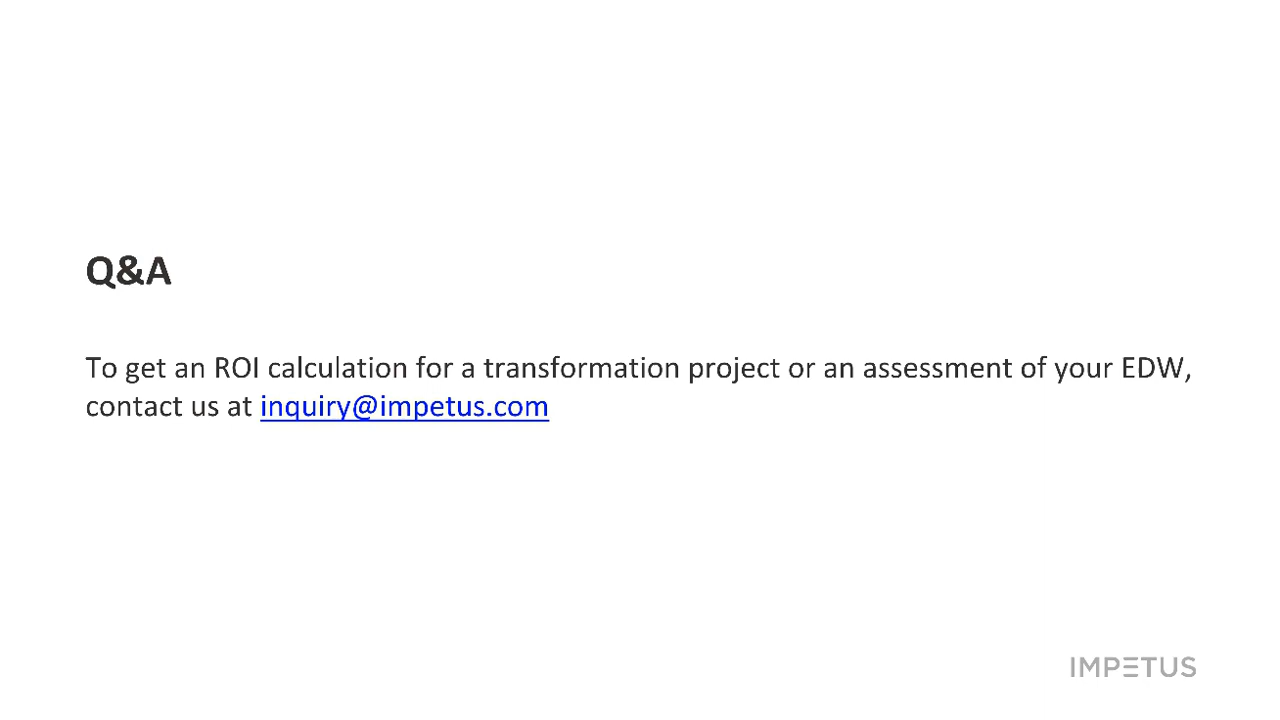 Q&A
To get an ROI calculation for a transformation project or an assessment of your EDW,
contact us at inquiry@impetus.com
IMPETUS